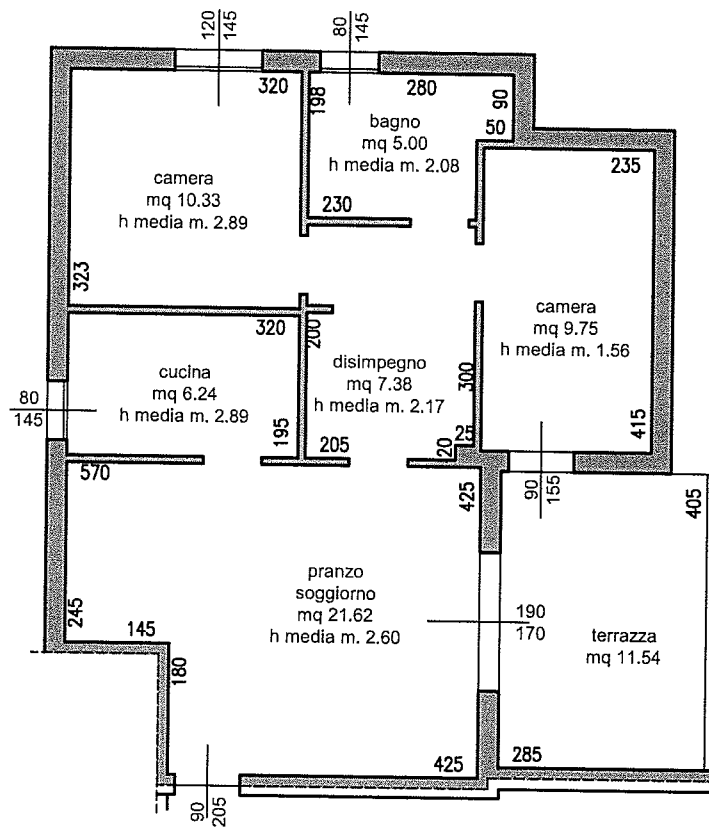 120
145
80
145
320
198
280
90
bagno
mq 5.00
h media m. 2.08
50
235
camera
mq 10.33
h media m. 2.89
230
323
camera
mq 9.75
h media m. 1.56
320
200
cucina
mq 6.24
h media m. 2.89
disimpegno
mq 7.38
h media m. 2.17
300
80
145
195
205
20
25
415
570
425
90
155
405
pranzo
soggiorno
mq 21.62
h media m. 2.60
245
145
180
190
170
terrazza
mq 11.54
425
285
90
205